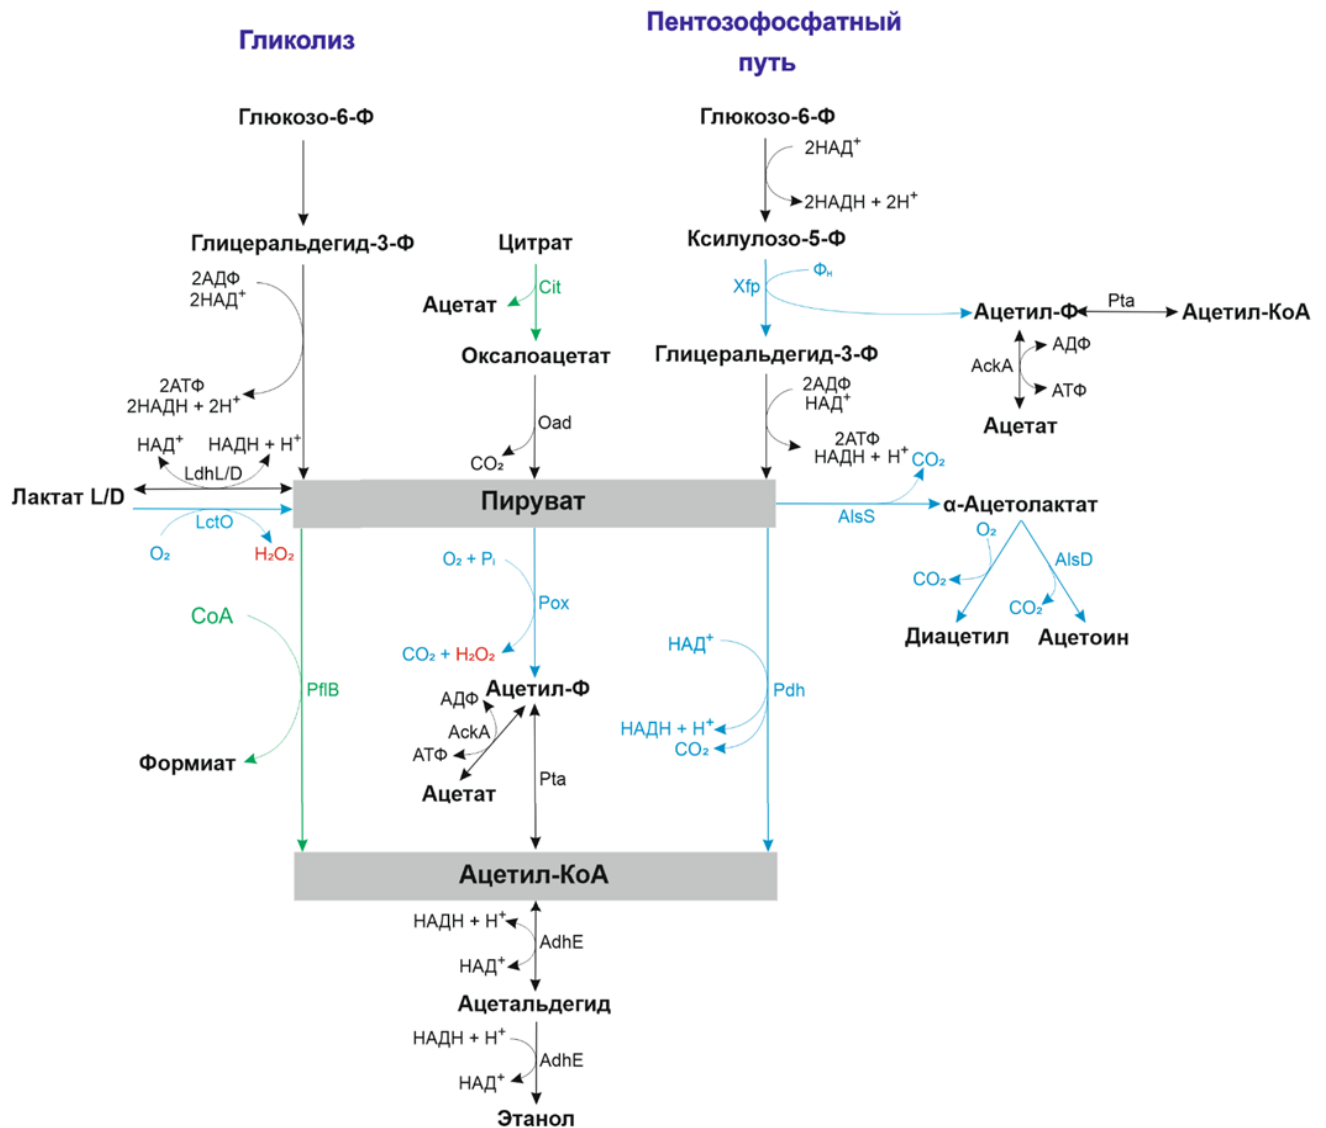 Гликолиз
Пентозофосфатный
путь
Глюкозо-6-Ф
Глюкозо-6-Ф
2НАД⁺
2НАДН + 2Н⁺
Глицеральдегид-3-Ф
Цитрат
Ксилулозо-5-Ф
2АДФ
2НАД⁺
Cit
Ацетат
Xfp
Фн
Ацетил-Ф
Pta
Ацетил-КоА
Оксалоацетат
Глицеральдегид-3-Ф
AckA
АДФ
АТФ
Ацетат
2АТФ
2НАДН + 2Н⁺
2АДФ
НАД⁺
Oad
CO₂
2АТФ
НАДН + Н⁺
CO₂
НАД⁺
НАДН + Н⁺
LdhL/D
Лактат L/D
Пируват
α-Ацетолактат
LctO
AlsS
O₂
H₂O₂
O₂ + Pᵢ
O₂
AlsD
CO₂
CO₂
Диацетил
Ацетоин
CoA
Pox
CO₂ + H₂O₂
НАД⁺
PflB
Ацетил-Ф
Pdh
АДФ
AckA
АТФ
НАДН + Н⁺
CO₂
Формиат
Ацетат
Pta
Ацетил-КоА
НАДН + Н⁺
AdhE
НАД⁺
Ацетальдегид
НАДН + Н⁺
AdhE
НАД⁺
Этанол